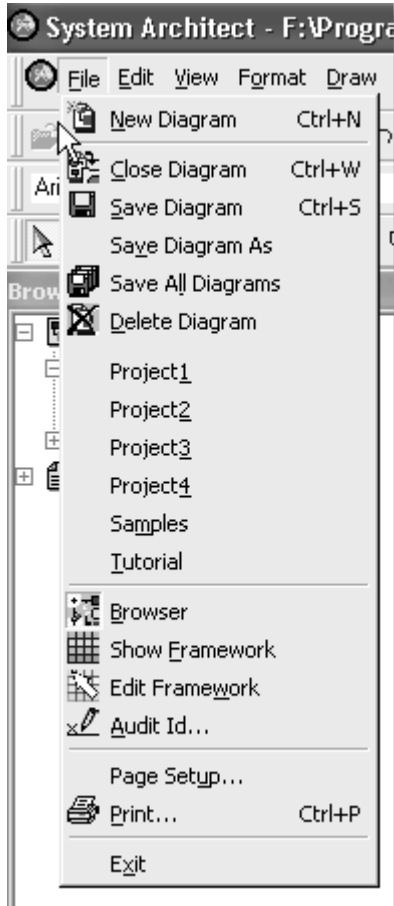 System Architect - F:\Progra
File Edit View Format Draw
New Diagram Ctrl+N
Close Diagram Ctrl+W
Ari
Save Diagram Ctrl+S
Save Diagram As
Save All Diagrams
Brow
Delete Diagram
Project1
Project2
Project3
Project4
Samples
Tutorial
Browser
Show Framework
Edit Framework
Audit Id...
Page Setup...
Print... Ctrl+P
Exit